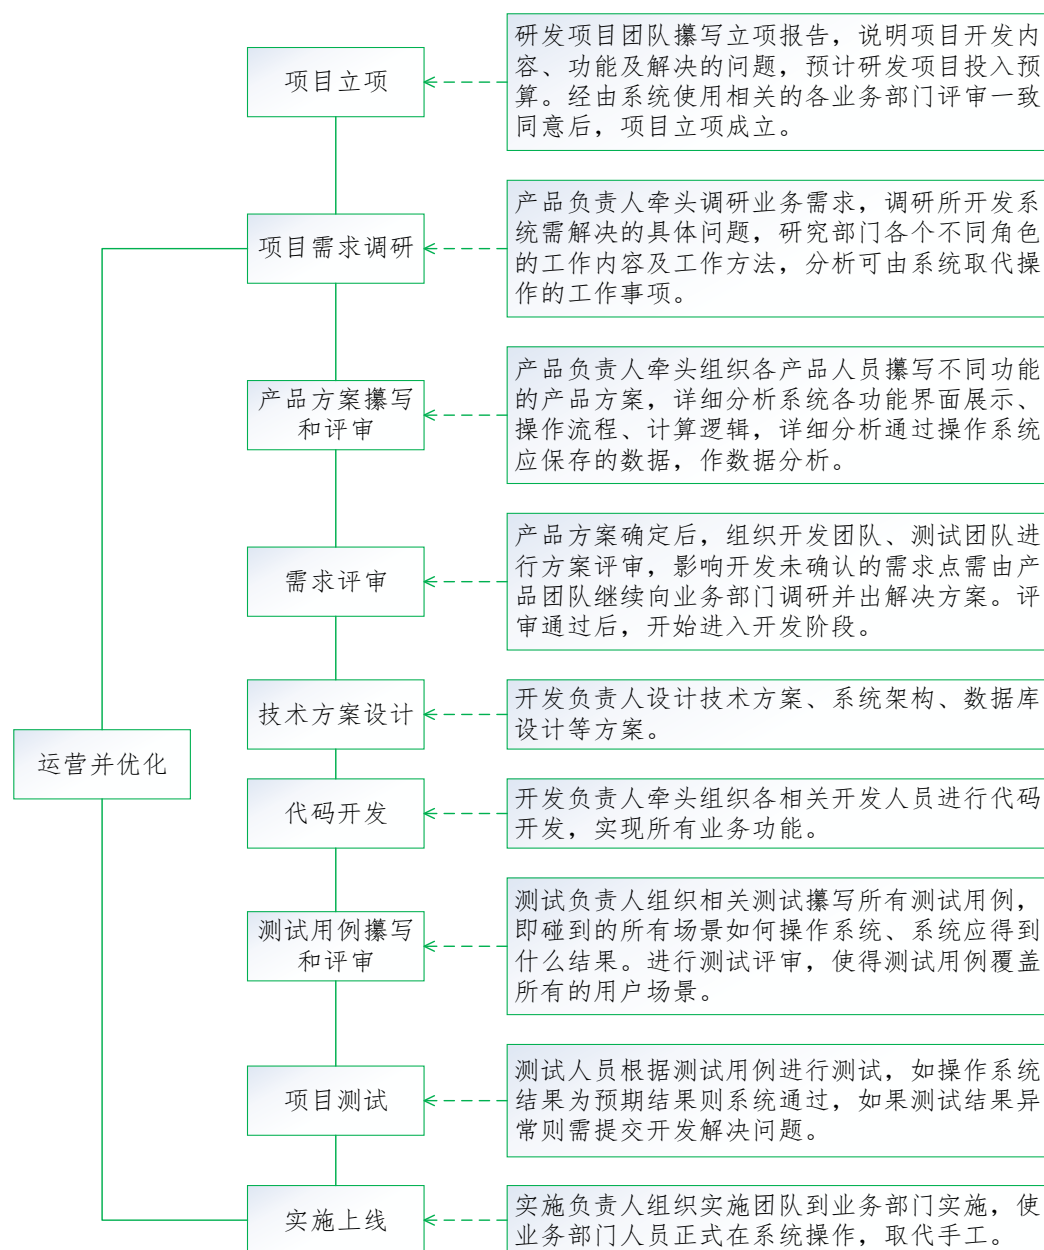 项目立项
研发项目团队攥写立项报告，说明项目开发内
容、功能及解决的问题，预计研发项目投入预
算。经由系统使用相关的各业务部门评审一致
同意后，项目立项成立。
项目需求调研
产品负责人牵头调研业务需求，调研所开发系
统需解决的具体问题，研究部门各个不同角色
的工作内容及工作方法，分析可由系统取代操
作的工作事项。
产品方案攥写
和评审
产品负责人牵头组织各产品人员攥写不同功能
的产品方案，详细分析系统各功能界面展示、
操作流程、计算逻辑，详细分析通过操作系统
应保存的数据，作数据分析。
需求评审
产品方案确定后，组织开发团队、测试团队进
行方案评审，影响开发未确认的需求点需由产
品团队继续向业务部门调研并出解决方案。评
审通过后，开始进入开发阶段。
技术方案设计
开发负责人设计技术方案、系统架构、数据库
设计等方案。
运营并优化
代码开发
开发负责人牵头组织各相关开发人员进行代码
开发，实现所有业务功能。
测试用例攥写
和评审
测试负责人组织相关测试攥写所有测试用例，
即碰到的所有场景如何操作系统、系统应得到
什么结果。进行测试评审，使得测试用例覆盖
所有的用户场景。
项目测试
测试人员根据测试用例进行测试，如操作系统
结果为预期结果则系统通过，如果测试结果异
常则需提交开发解决问题。
实施上线
实施负责人组织实施团队到业务部门实施，使
业务部门人员正式在系统操作，取代手工。